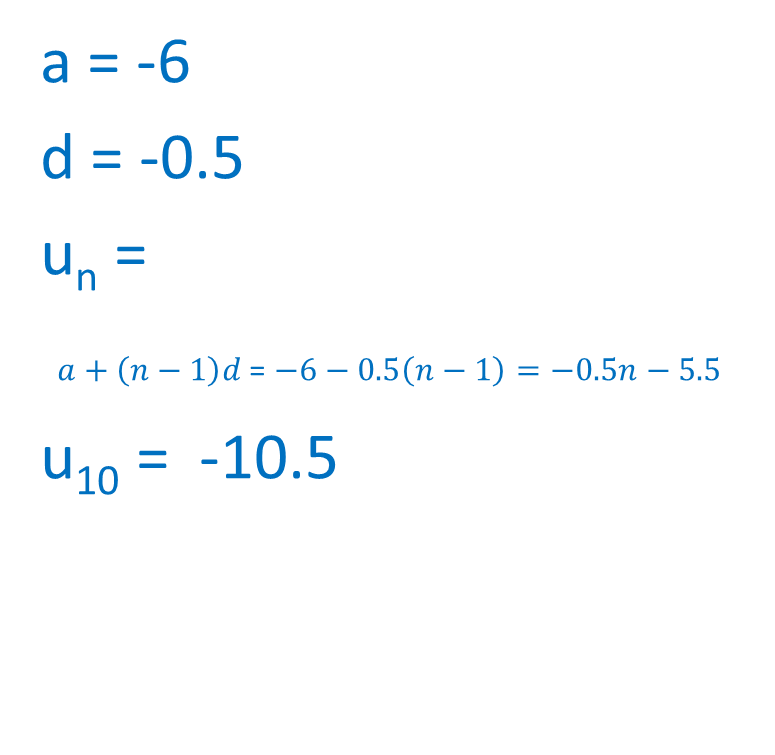 a = -6
d = -0.5
uₙ =
𝑎 + (𝑛 − 1)𝑑 = −6 − 0.5(𝑛 − 1) = −0.5𝑛 − 5.5
u₁₀ = -10.5